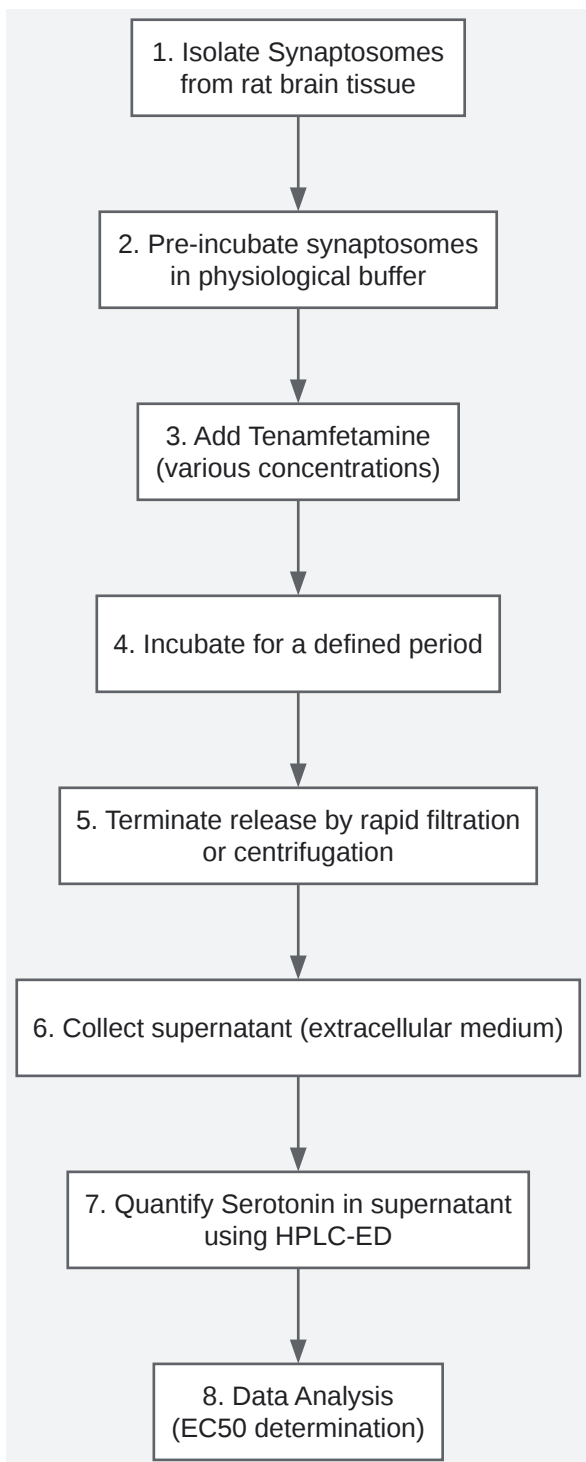 1. Isolate Synaptosomes
from rat brain tissue
2. Pre-incubate synaptosomes
in physiological buffer
3. Add Tenamfetamine
(various concentrations)
4. Incubate for a defined period
5. Terminate release by rapid filtration
or centrifugation
6. Collect supernatant (extracellular medium)
7. Quantify Serotonin in supernatant
using HPLC-ED
8. Data Analysis
(EC50 determination)